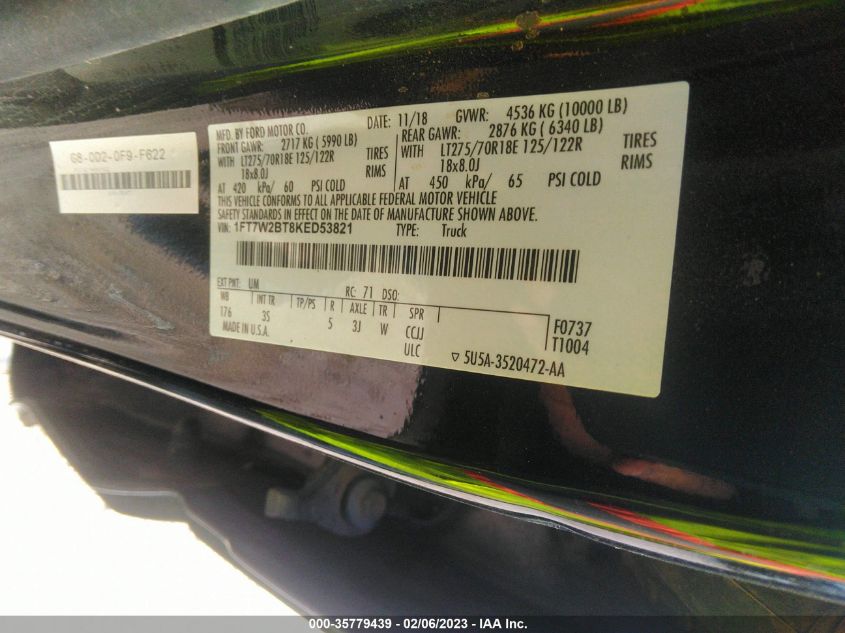 G8-0D2-0F9-F622
MFD. BY FORD MOTOR CO.
DATE: 11/18 GVWR: 4536 KG (10000 LB)
FRONT GAWR: 2717 KG ( 5990 LB) REAR GAWR: 2876 KG ( 6340 LB)
WITH LT275/70R18E 125/122R TIRES WITH LT275/70R18E 125/122R TIRES
18x8.0J RIMS 18x8.0J RIMS
AT 420 kPa/ 60 PSI COLD AT 450 kPa/ 65 PSI COLD
THIS VEHICLE CONFORMS TO ALL APPLICABLE FEDERAL MOTOR VEHICLE
SAFETY STANDARDS IN EFFECT ON THE DATE OF MANUFACTURE SHOWN ABOVE.
VIN: 1FT7W2BT8KED53821 TYPE: Truck
EXT PNT: UM RC: 71 DSO:
WB INT TR TP/PS R AXLE TR SPR
176 3S 5 3J W CCJJ
MADE IN U.S.A. ULC
F0737
T1004
▽ 5U5A-3520472-AA
000-35779439 - 02/06/2023 - IAA Inc.